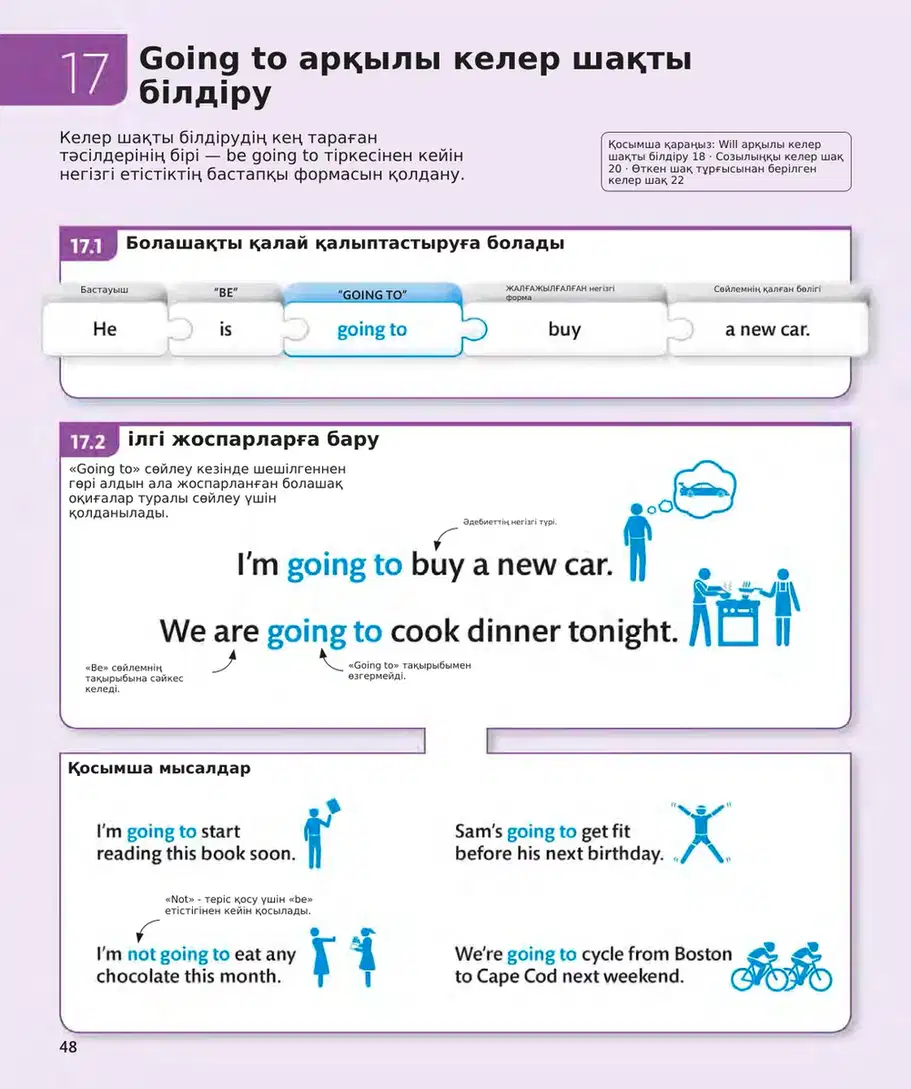 17
Going to арқылы келер шақты
білдіру
Келер шақты білдірудің кең тараған
тәсілдерінің бірі — be going to тіркесінен кейін
негізгі етістіктің бастапқы формасын қолдану.
Қосымша қараңыз: Will арқылы келер
шақты білдіру 18 · Созылыңқы келер шақ
20 · Өткен шақ тұрғысынан берілген
келер шақ 22
17.1 Болашақты қалай қалыптастыруға болады
Бастауыш
"BE"
"GOING TO"
ЖАЛҒАЖЫЛҒАЛҒАН негізгі
форма
Сөйлемнің қалған бөлігі
He is going to buy a new car.
17.2 ілгі жоспарларға бару
«Going to» сөйлеу кезінде шешілгеннен
гөрі алдын ала жоспарланған болашақ
оқиғалар туралы сөйлеу үшін
қолданылады.
Әдебиеттің негізгі түрі.
I'm going to buy a new car.
We are going to cook dinner tonight.
«Be» сөйлемнің
тақырыбына сәйкес
келеді.
«Going to» тақырыбымен
өзгермейді.
Қосымша мысалдар
I'm going to start
reading this book soon.
Sam's going to get fit
before his next birthday.
«Not» - теріс қосу үшін «be»
етістігінен кейін қосылады.
I'm not going to eat any
chocolate this month.
We're going to cycle from Boston
to Cape Cod next weekend.
48